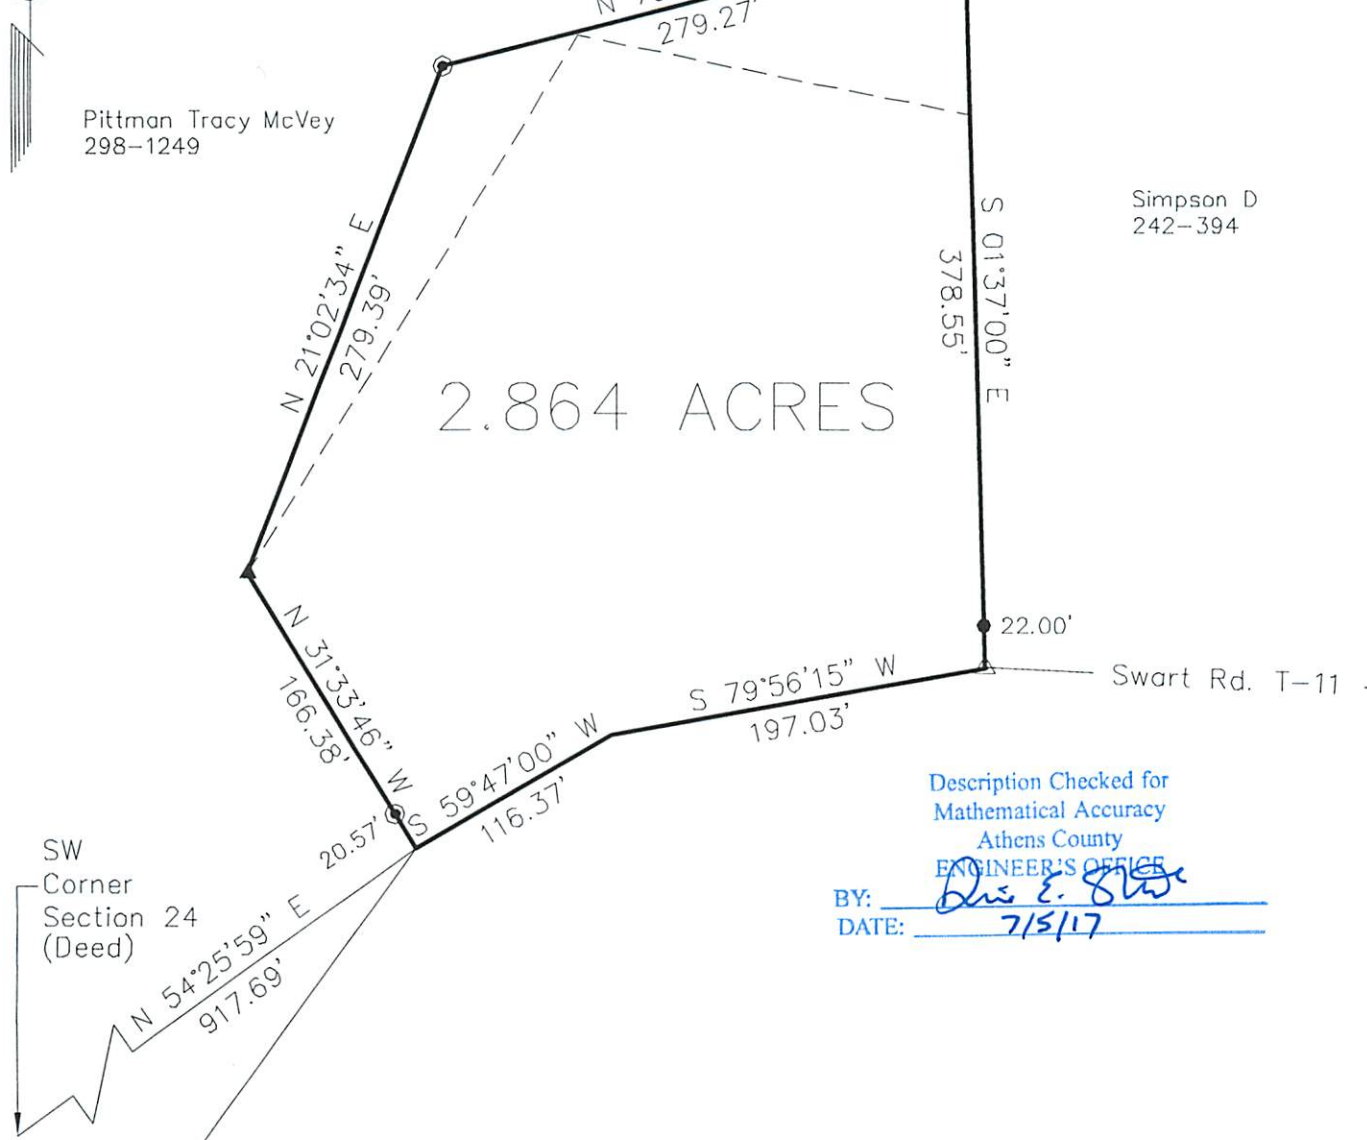 279.27'
Pittman Tracy McVey
298-1249
Simpson D
242-394
N 21°02'34" E
279.39'
S 01°37'00" E
378.55'
2.864 ACRES
22.00'
Swart Rd. T-11
N 31°33'46" W
166.38'
S 79°56'15" W
197.03'
S 59°47'00" W
116.37'
20.57'
SW
Corner
Section 24
(Deed)
N 54°25'59" E
917.69'
Description Checked for
Mathematical Accuracy
Athens County
ENGINEER'S OFFICE
BY:
DATE: 7/5/17